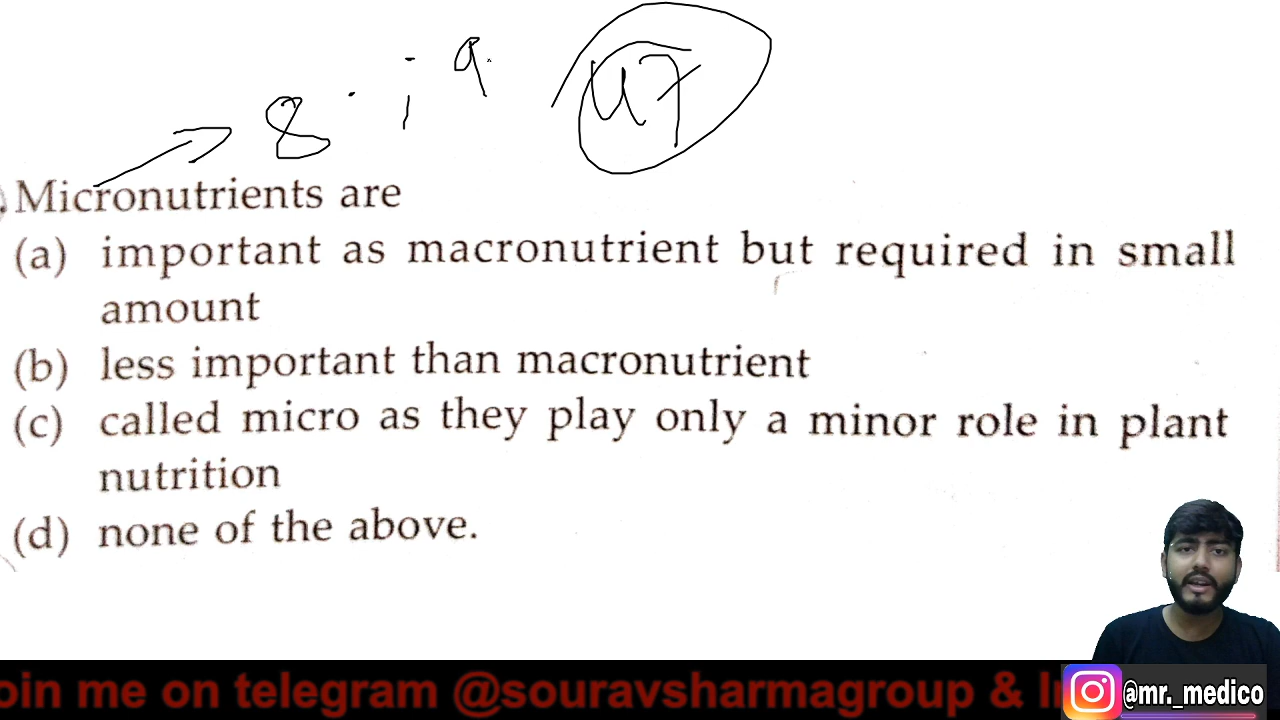 8 . ; 9. 47
Micronutrients are
(a) important as macronutrient but required in small
amount
(b) less important than macronutrient
(c) called micro as they play only a minor role in plant
nutrition
(d) none of the above.
oin me on telegram @souravsharmagroup & In
@mr._medico